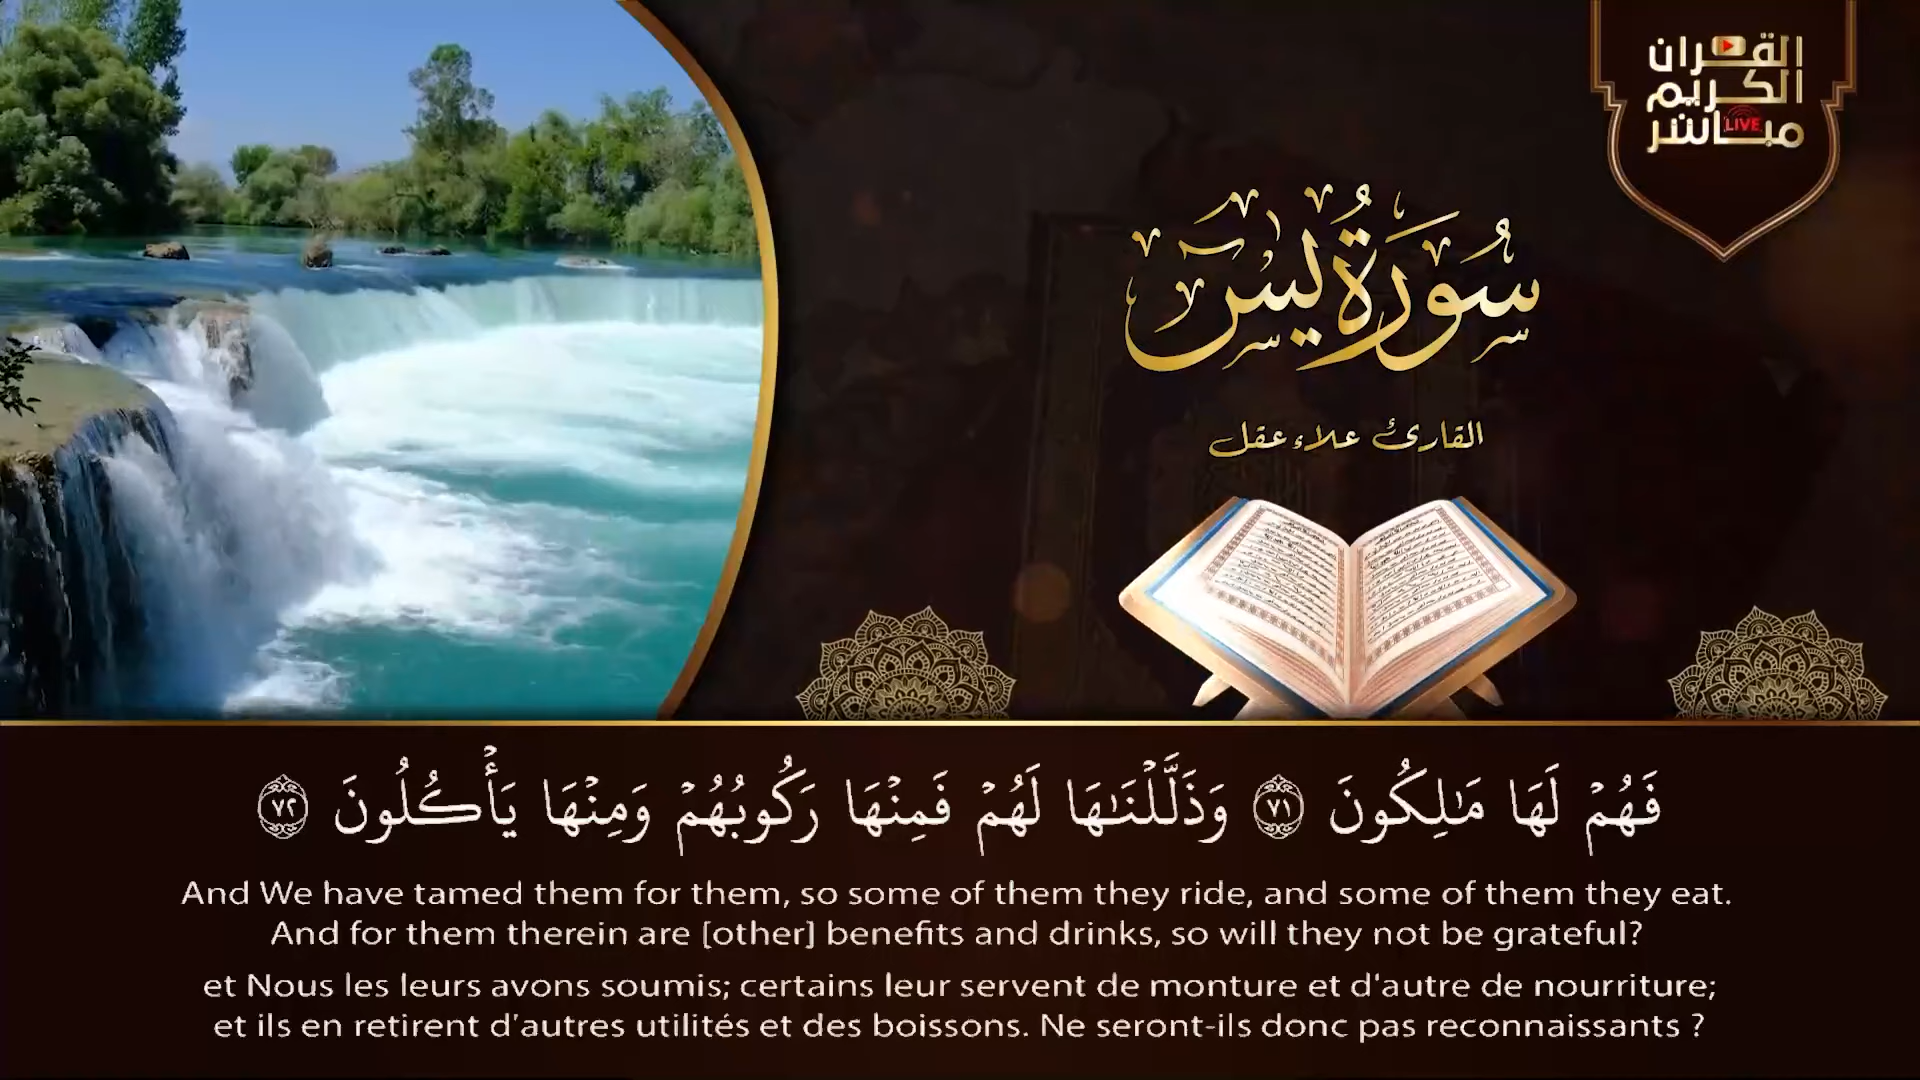 القرآن
الكريم
مباشر
LIVE
سُورَةُ يسٓ
القارئ علاء عقل
فَهُمۡ لَهَا مَٰلِكُونَ ٧١ وَذَلَّلۡنَٰهَا لَهُمۡ فَمِنۡهَا رَكُوبُهُمۡ وَمِنۡهَا يَأۡكُلُونَ ٧٢
And We have tamed them for them, so some of them they ride, and some of them they eat.
And for them therein are [other] benefits and drinks, so will they not be grateful?
et Nous les leurs avons soumis; certains leur servent de monture et d'autre de nourriture;
et ils en retirent d'autres utilités et des boissons. Ne seront-ils donc pas reconnaissants ?